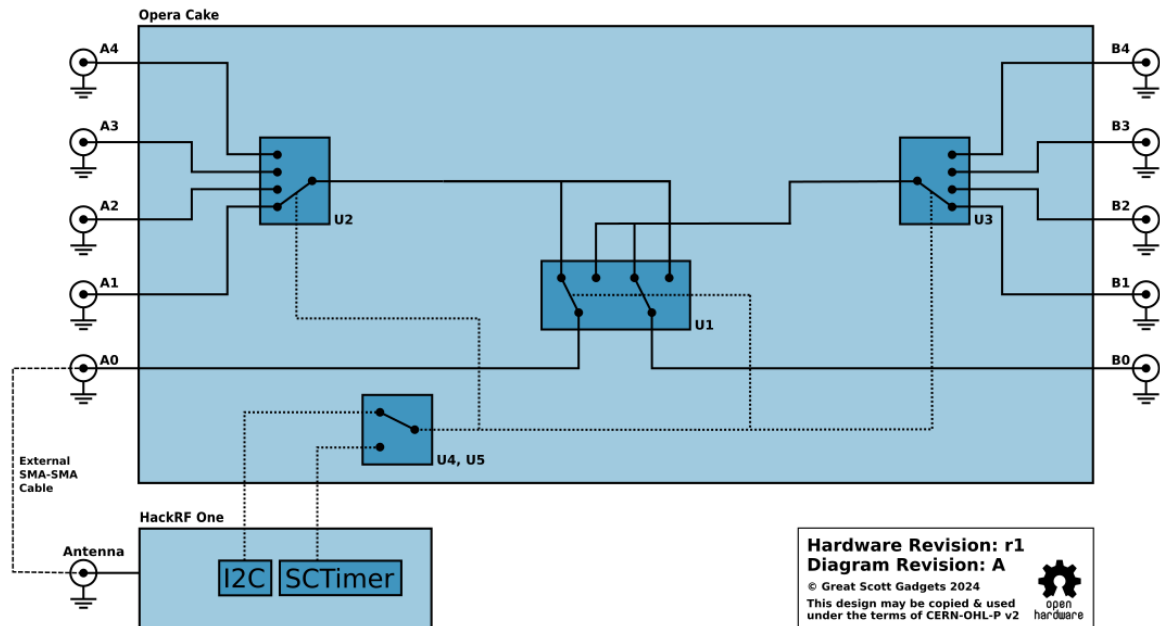 Opera Cake
A4
B4
A3
B3
A2
B2
U2
U3
A1
B1
U1
A0
B0
U4, U5
External
SMA-SMA
Cable
HackRF One
Antenna
I2C
SCTimer
Hardware Revision: r1
Diagram Revision: A
© Great Scott Gadgets 2024
This design may be copied & used
under the terms of CERN-OHL-P v2
open
hardware